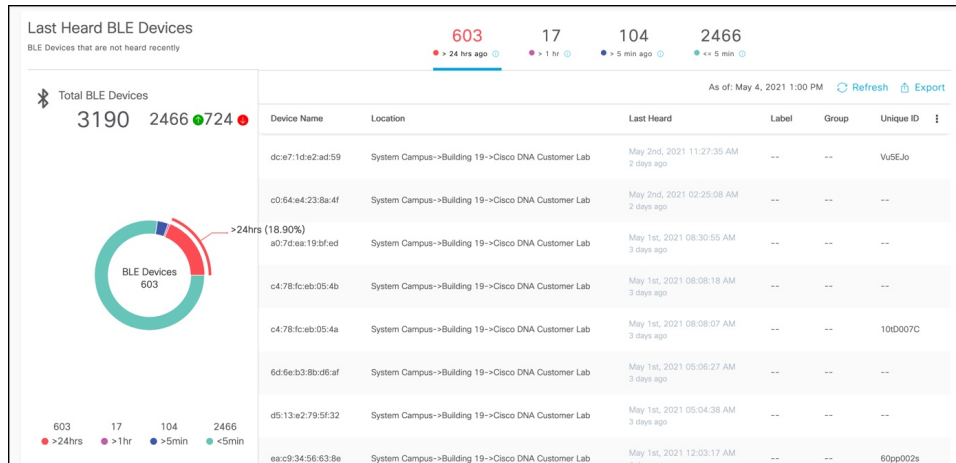 Last Heard BLE Devices
BLE Devices that are not heard recently
603 17 104 2466
> 24 hrs ago > 1 hr > 5 min ago << 5 min
As of: May 4, 2021 1:00 PM Refresh Export
Total BLE Devices
3190 2466 724
Device Name Location Last Heard Label Group Unique ID
dc:e7:1d:e2:ad:59 System Campus->Building 19->Cisco DNA Customer Lab May 2nd, 2021 11:27:35 AM -- -- Vu5EJo
2 days ago
c0:64:e4:23:8a:4f System Campus->Building 19->Cisco DNA Customer Lab May 2nd, 2021 02:25:08 AM -- -- --
2 days ago
>24hrs (18.90%)
a0:7d:ea:19:bf:ed System Campus->Building 19->Cisco DNA Customer Lab May 1st, 2021 08:30:55 AM -- -- --
3 days ago
BLE Devices
603
c4:78:fc:eb:05:4b System Campus->Building 19->Cisco DNA Customer Lab May 1st, 2021 08:08:18 AM -- -- --
3 days ago
c4:78:fc:eb:05:4a System Campus->Building 19->Cisco DNA Customer Lab May 1st, 2021 08:08:07 AM -- -- 10tD007C
3 days ago
6d:6e:b3:8b:d6:af System Campus->Building 19->Cisco DNA Customer Lab May 1st, 2021 05:06:27 AM -- -- --
3 days ago
d5:13:e2:79:5f:32 System Campus->Building 19->Cisco DNA Customer Lab May 1st, 2021 05:04:38 AM -- -- --
3 days ago
603 17 104 2466
>24hrs >1hr >5min <5min
ea:c9:34:56:63:8e System Campus->Building 19->Cisco DNA Customer Lab May 1st, 2021 12:03:17 AM -- -- 60pp002s